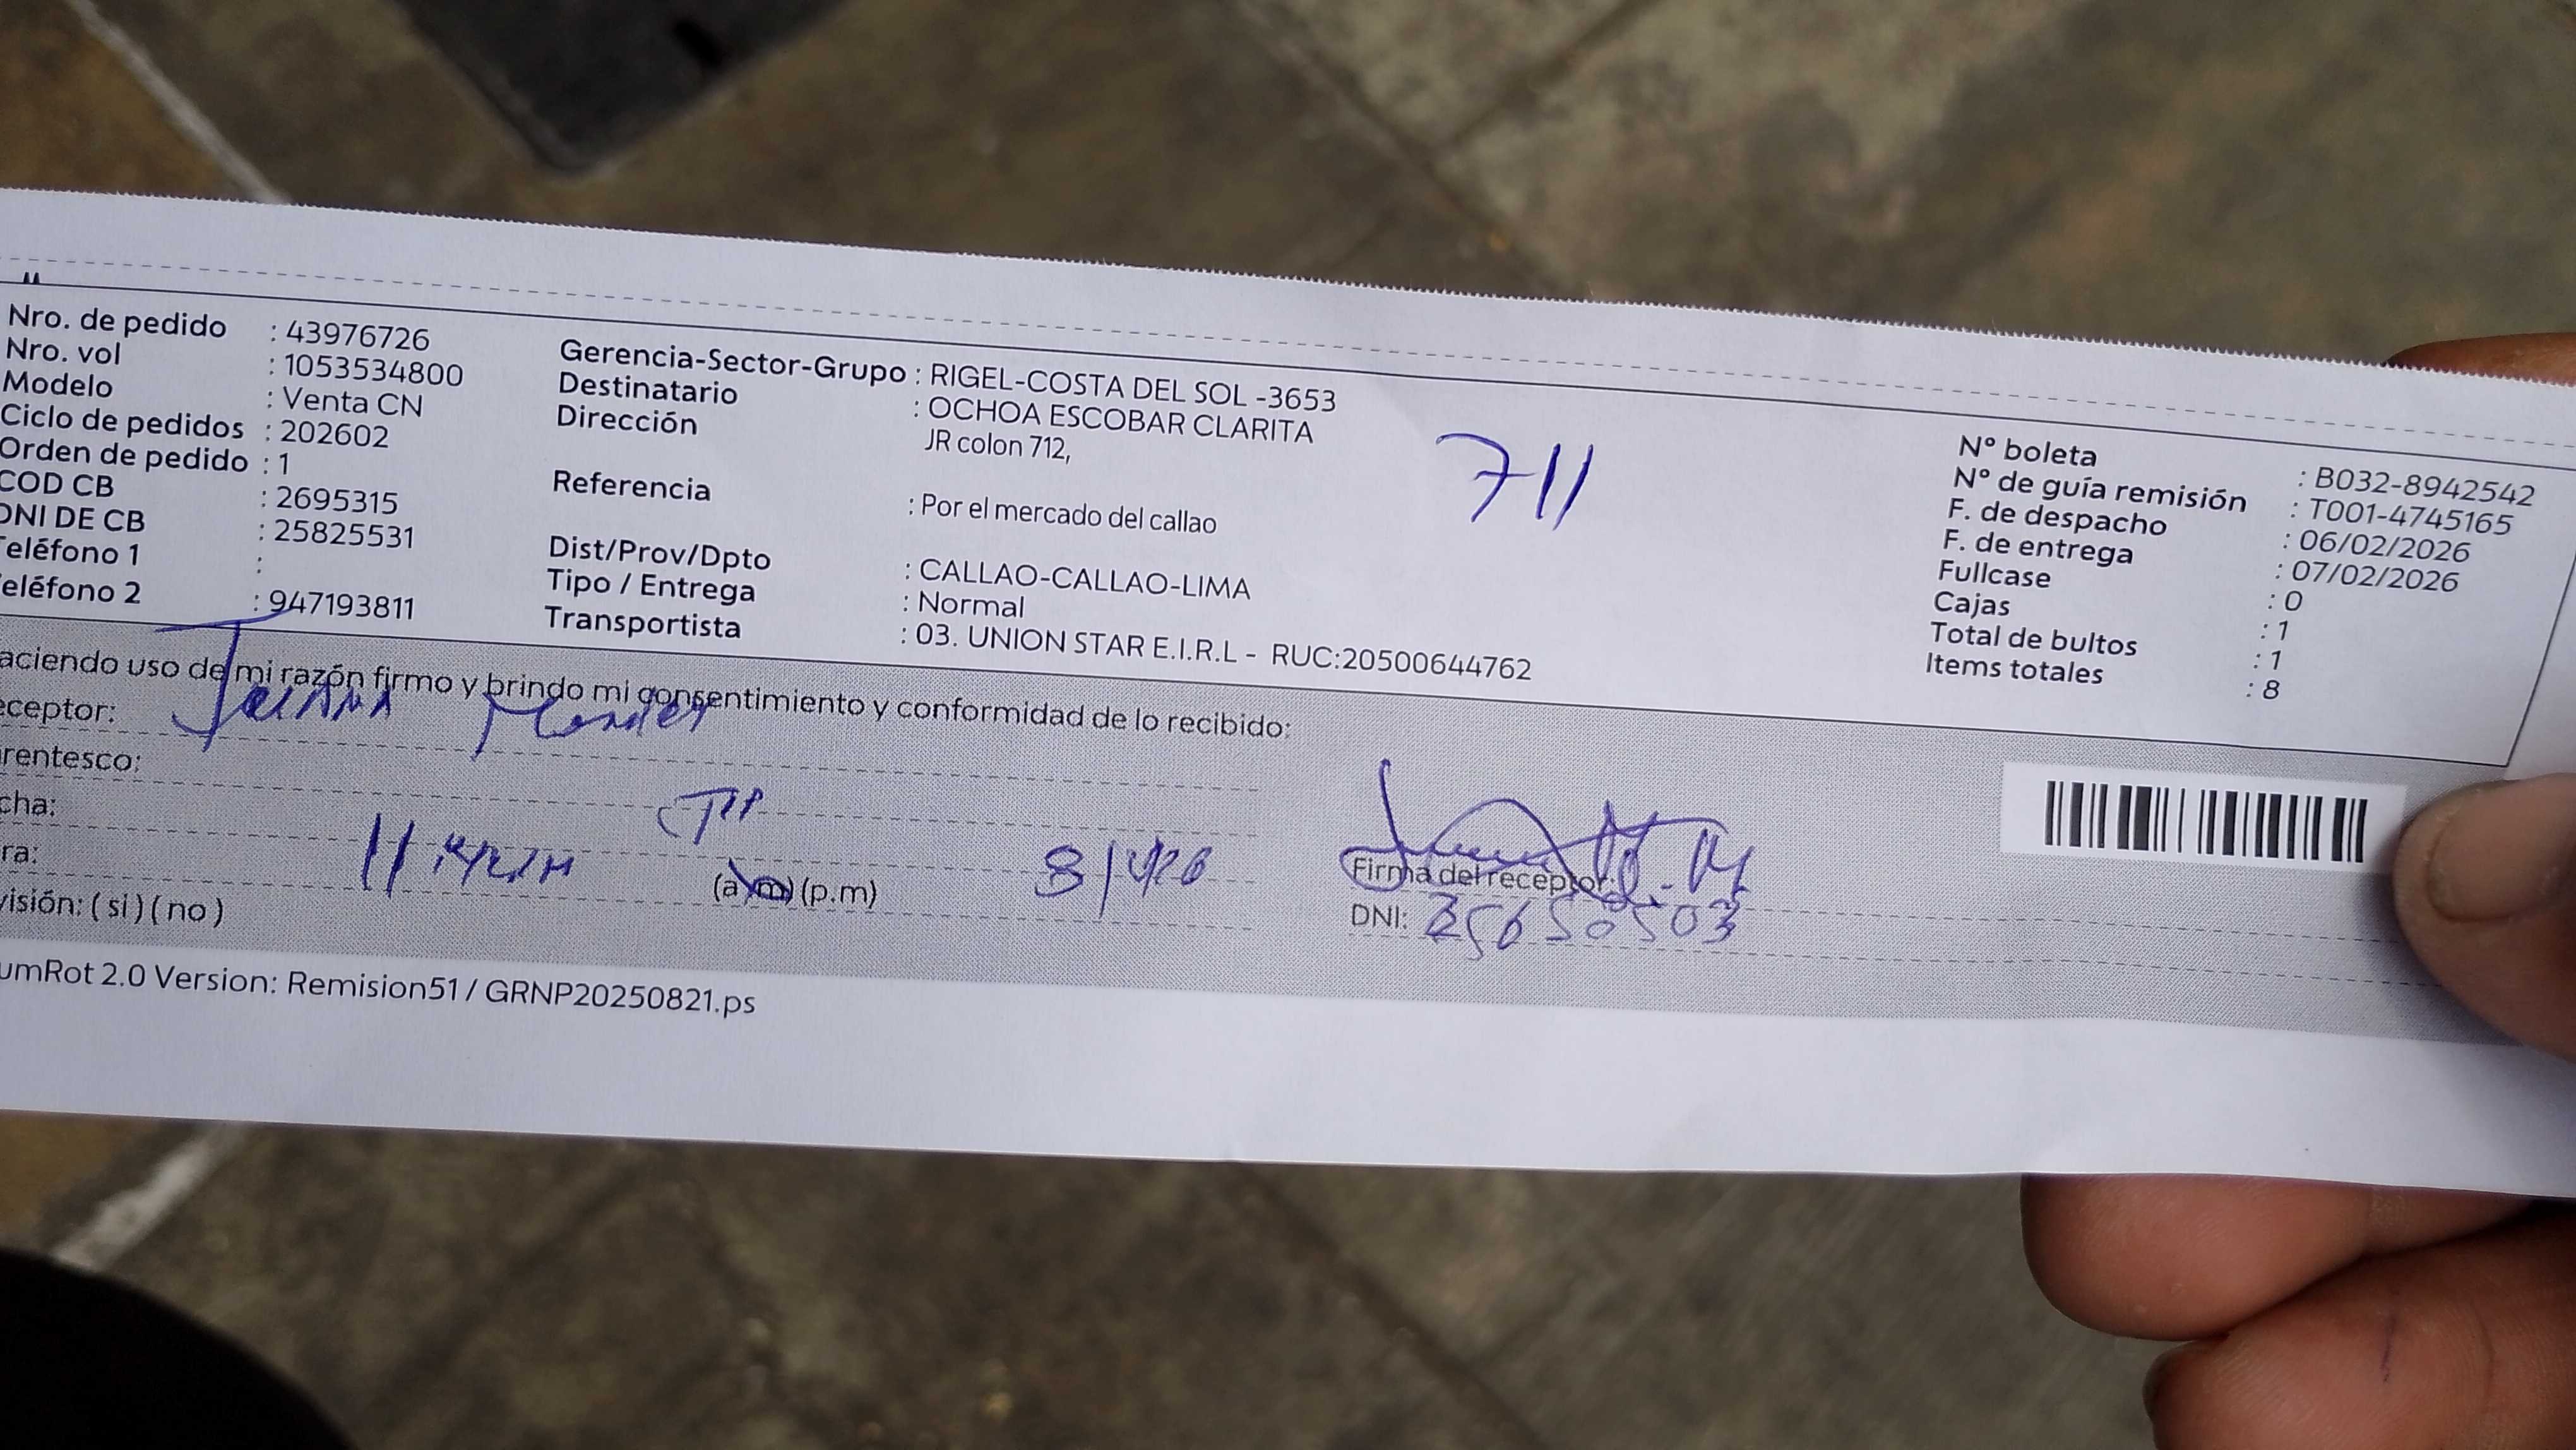 Nro. de pedido : 43976726
Nro. vol : 1053534800
Modelo : Venta CN
Ciclo de pedidos : 202602
Orden de pedido : 1
COD CB : 2695315
DNI DE CB : 25825531
Teléfono 1 :
eléfono 2 : 947193811
Gerencia-Sector-Grupo : RIGEL-COSTA DEL SOL -3653
Destinatario : OCHOA ESCOBAR CLARITA
Dirección JR colon 712,
711
Referencia : Por el mercado del callao
Dist/Prov/Dpto : CALLAO-CALLAO-LIMA
Tipo / Entrega : Normal
Transportista : 03. UNION STAR E.I.R.L - RUC:20500644762
N° boleta : B032-8942542
N° de guía remisión : T001-4745165
F. de despacho : 06/02/2026
F. de entrega : 07/02/2026
Fullcase : 0
Cajas : 1
Total de bultos : 1
Items totales : 8
aciendo uso de mi razón firmo y brindo mi consentimiento y conformidad de lo recibido:
eceptor:
rentesco:
cha:
ra: (a.m) (p.m)
visión: ( si ) ( no )
Firma del receptor:
DNI: 25650503
umRot 2.0 Version: Remision51 / GRNP20250821.ps